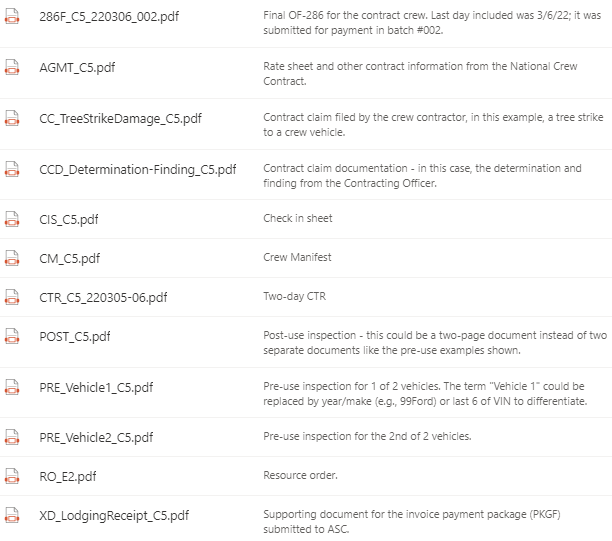 286F_C5_220306_002.pdf
Final OF-286 for the contract crew. Last day included was 3/6/22; it was
submitted for payment in batch #002.
AGMT_C5.pdf
Rate sheet and other contract information from the National Crew
Contract.
CC_TreeStrikeDamage_C5.pdf
Contract claim filed by the crew contractor, in this example, a tree strike
to a crew vehicle.
CCD_Determination-Finding_C5.pdf
Contract claim documentation - in this case, the determination and
finding from the Contracting Officer.
CIS_C5.pdf
Check in sheet
CM_C5.pdf
Crew Manifest
CTR_C5_220305-06.pdf
Two-day CTR
POST_C5.pdf
Post-use inspection - this could be a two-page document instead of two
separate documents like the pre-use examples shown.
PRE_Vehicle1_C5.pdf
Pre-use inspection for 1 of 2 vehicles. The term "Vehicle 1" could be
replaced by year/make (e.g., 99Ford) or last 6 of VIN to differentiate.
PRE_Vehicle2_C5.pdf
Pre-use inspection for the 2nd of 2 vehicles.
RO_E2.pdf
Resource order.
XD_LodgingReceipt_C5.pdf
Supporting document for the invoice payment package (PKGF)
submitted to ASC.